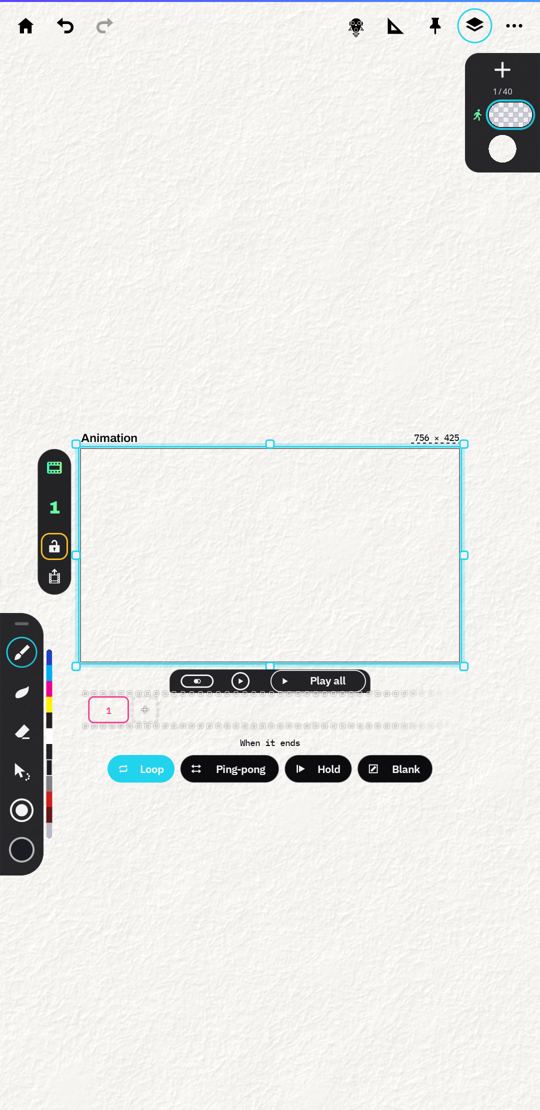 1/40
Animation
756 × 425
1
Play all
1
When it ends
Loop
Ping-pong
Hold
Blank